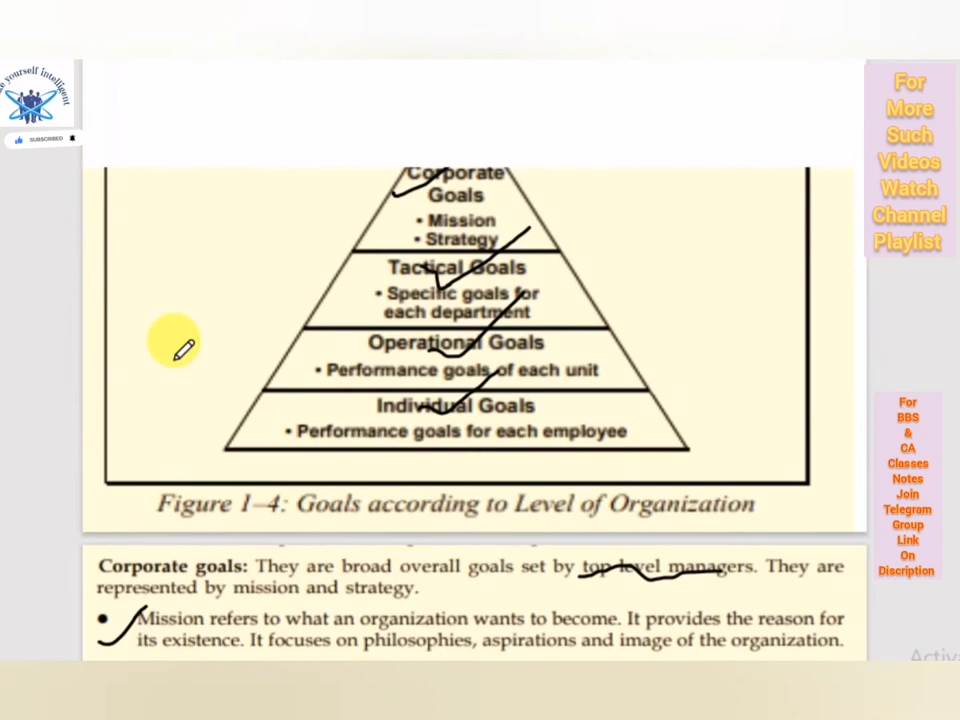 e yourself intelligent
SUBSCRIBED
Corporate
Goals
• Mission
• Strategy
Tactical Goals
• Specific goals for
each department
Operational Goals
• Performance goals of each unit
Individual Goals
• Performance goals for each employee
Figure 1–4: Goals according to Level of Organization
Corporate goals: They are broad overall goals set by top level managers. They are
represented by mission and strategy.
● Mission refers to what an organization wants to become. It provides the reason for
its existence. It focuses on philosophies, aspirations and image of the organization.
For
More
Such
Videos
Watch
Channel
Playlist
For
BBS
&
CA
Classes
Notes
Join
Telegram
Group
Link
On
Discription
Activ